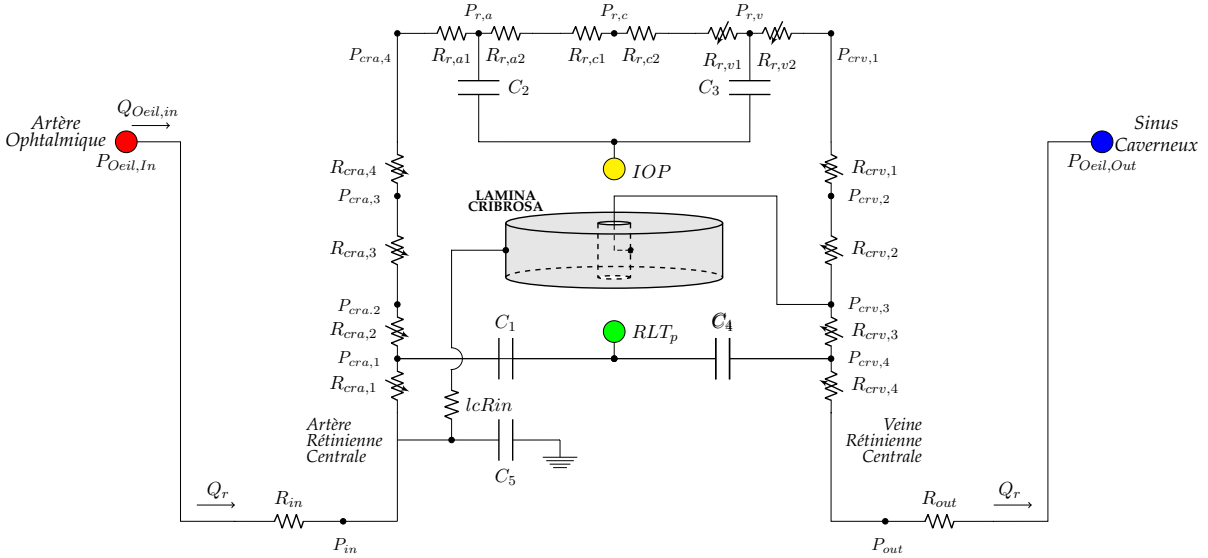 P_{r,a}
P_{r,c}
P_{r,v}
P_{cra,4}
R_{r,a1}
R_{r,a2}
R_{r,c1}
R_{r,c2}
R_{r,v1}
R_{r,v2}
P_{crv,1}
C_2
C_3
Q_{Oeil,in}
Artère
Ophtalmique
P_{Oeil,In}
Sinus
Caverneux
P_{Oeil,Out}
R_{cra,4}
IOP
R_{crv,1}
P_{cra,3}
LAMINA
CRIBROSA
P_{crv,2}
R_{cra,3}
R_{crv,2}
P_{cra.2}
P_{crv,3}
R_{cra,2}
C_1
RLT_p
C_4
R_{crv,3}
P_{cra,1}
P_{crv,4}
R_{cra,1}
R_{crv,4}
lcRin
Artère
Rétinienne
Centrale
Veine
Rétinienne
Centrale
C_5
Q_r
R_{in}
R_{out}
Q_r
P_{in}
P_{out}